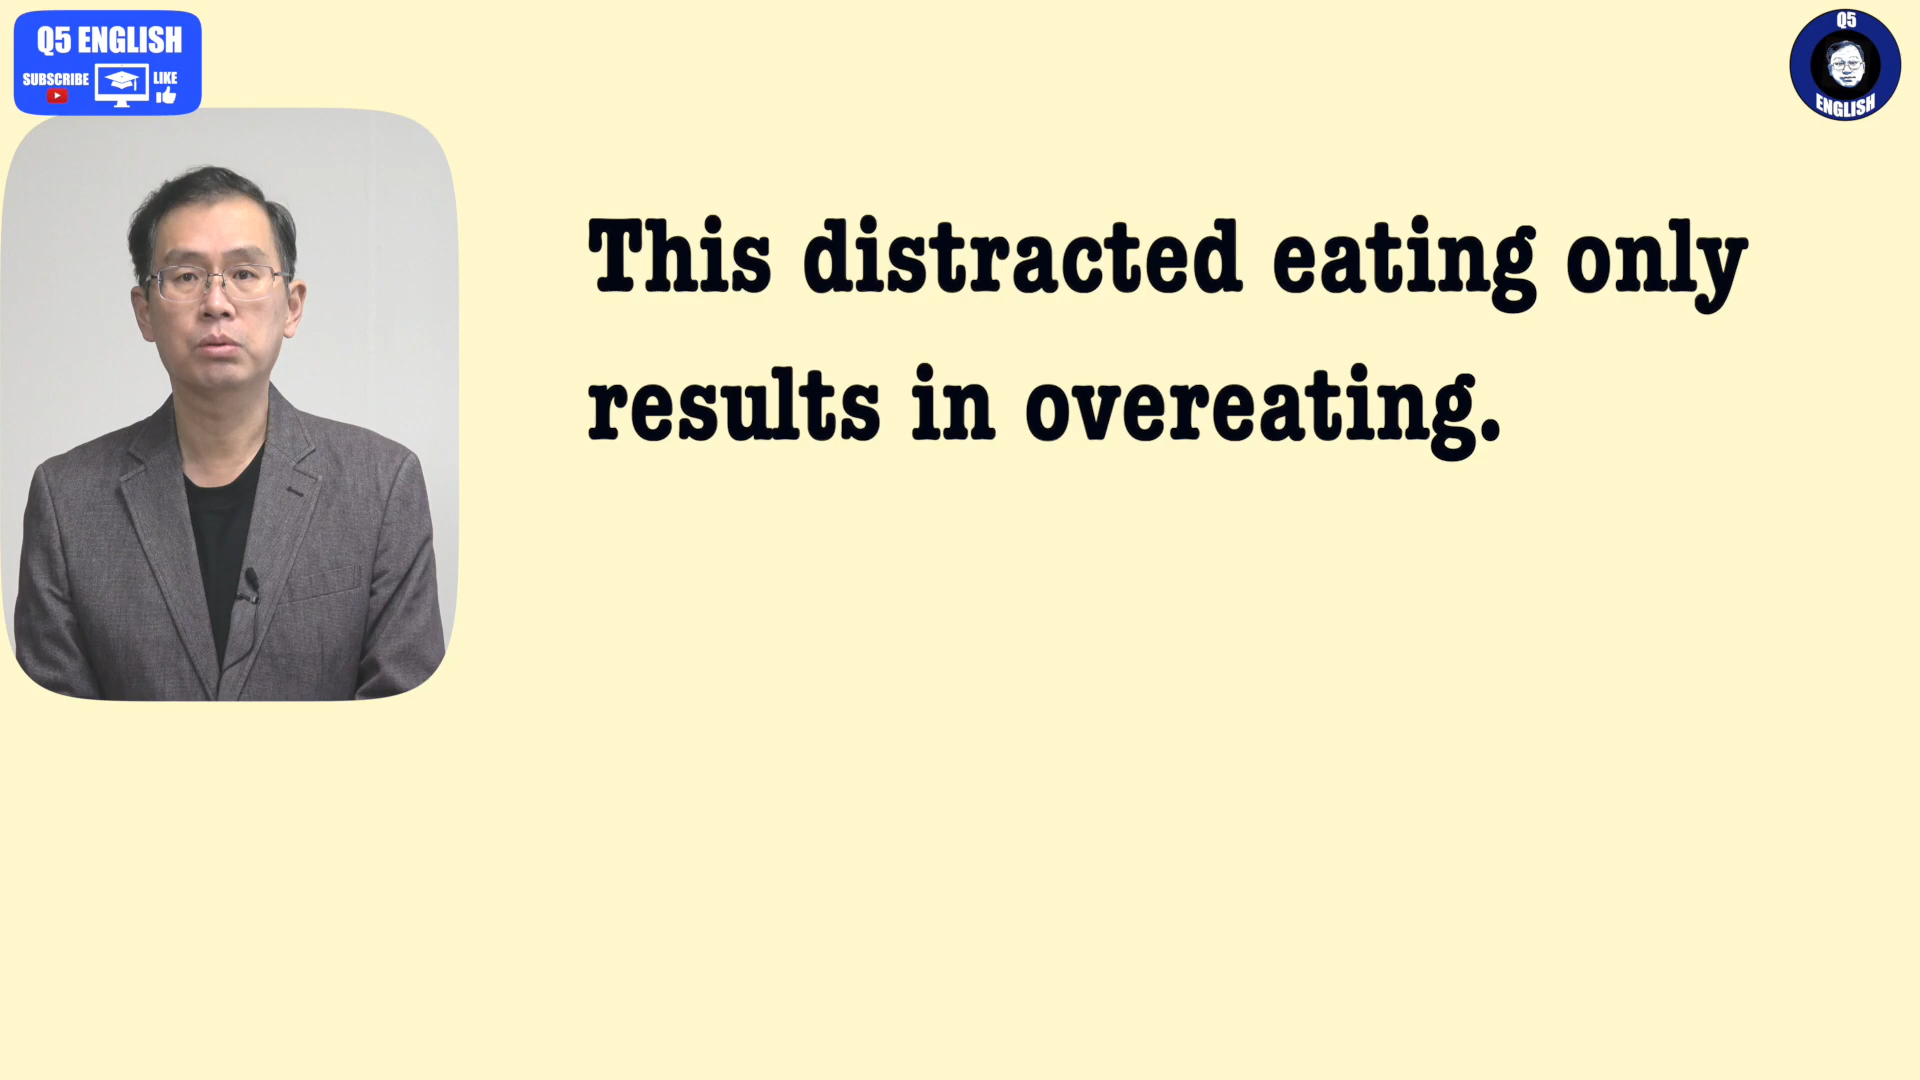 Q5 ENGLISH
SUBSCRIBE LIKE
Q5
ENGLISH
This distracted eating only
results in overeating.